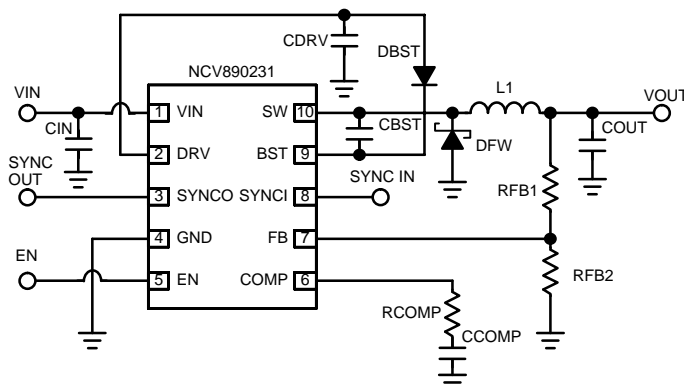 CDRV
DBST
NCV890231
L1
VIN
VOUT
1 VIN
SW 10
CIN
CBST
COUT
2 DRV
BST 9
DFW
SYNC
OUT
SYNC IN
RFB1
3 SYNCO
SYNCI 8
4 GND
FB 7
EN
RFB2
5 EN
COMP 6
RCOMP
CCOMP